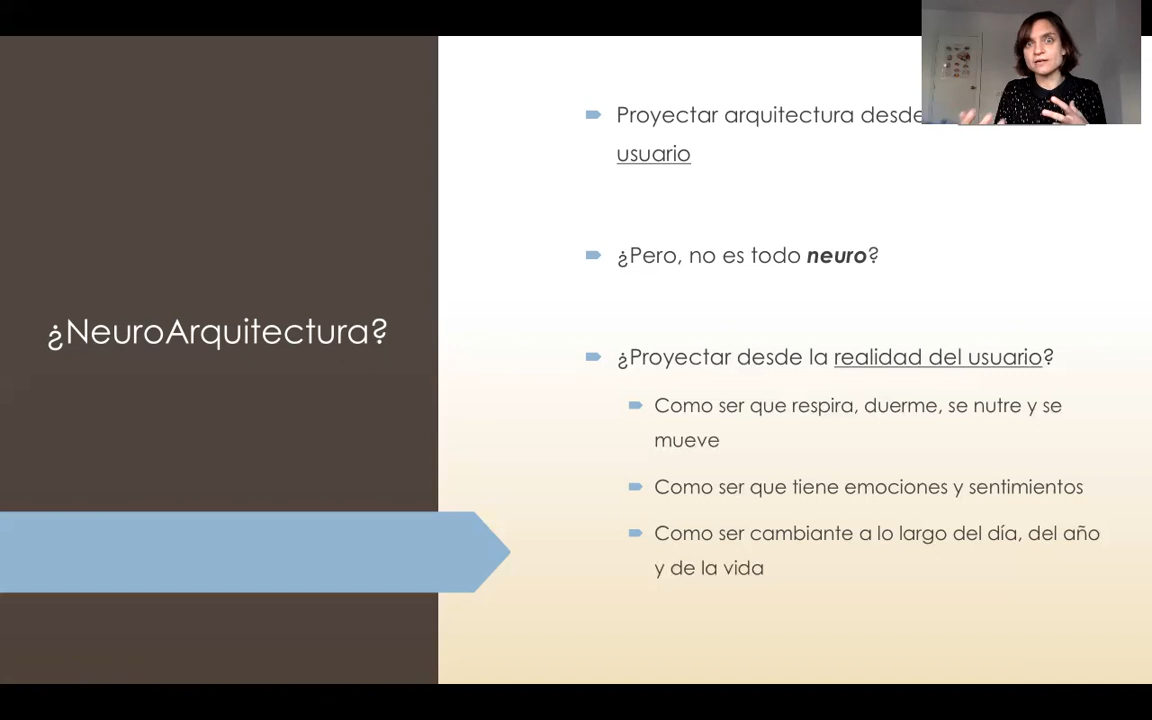 ¿NeuroArquitectura?
Proyectar arquitectura desde
usuario
¿Pero, no es todo neuro?
¿Proyectar desde la realidad del usuario?
Como ser que respira, duerme, se nutre y se
mueve
Como ser que tiene emociones y sentimientos
Como ser cambiante a lo largo del día, del año
y de la vida